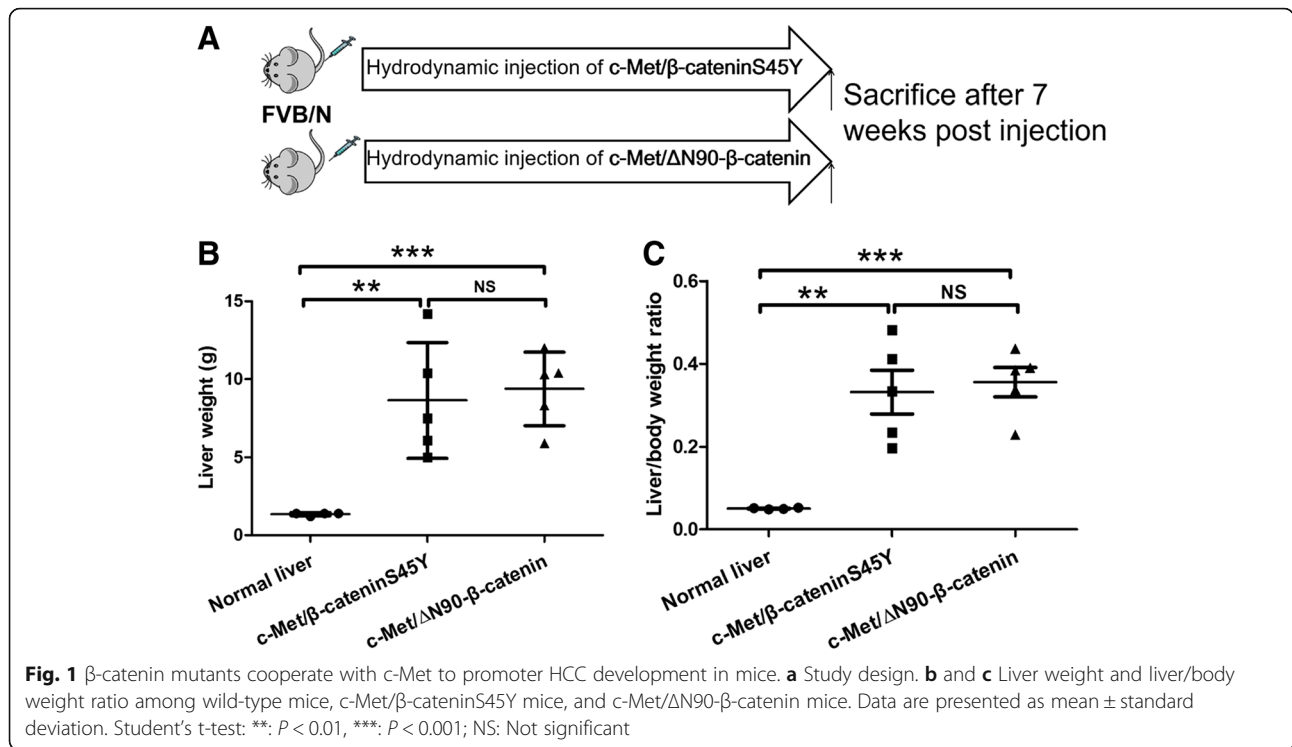 A
Hydrodynamic injection of c-Met/β-cateninS45Y
FVB/N
Hydrodynamic injection of c-Met/ΔN90-β-catenin
Sacrifice after 7
weeks post injection
B
***
**
NS
Liver weight (g)
15
10
5
0
Normal liver
c-Met/β-cateninS45Y
c-Met/ΔN90-β-catenin
C
***
**
NS
Liver/body weight ratio
0.6
0.4
0.2
0.0
Normal liver
c-Met/β-cateninS45Y
c-Met/ΔN90-β-catenin
Fig. 1 β-catenin mutants cooperate with c-Met to promoter HCC development in mice. a Study design. b and c Liver weight and liver/body
weight ratio among wild-type mice, c-Met/β-cateninS45Y mice, and c-Met/ΔN90-β-catenin mice. Data are presented as mean ± standard
deviation. Student's t-test: **: P < 0.01, ***: P < 0.001; NS: Not significant